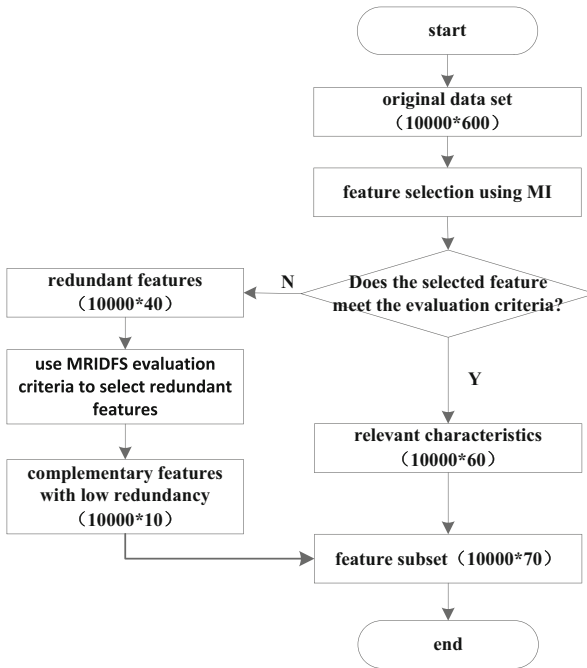 start
original data set
（10000*600）
feature selection using MI
Does the selected feature
meet the evaluation criteria?
N
redundant features
（10000*40）
use MRIDFS evaluation
criteria to select redundant
features
complementary features
with low redundancy
（10000*10）
Y
relevant characteristics
（10000*60）
feature subset（10000*70）
end